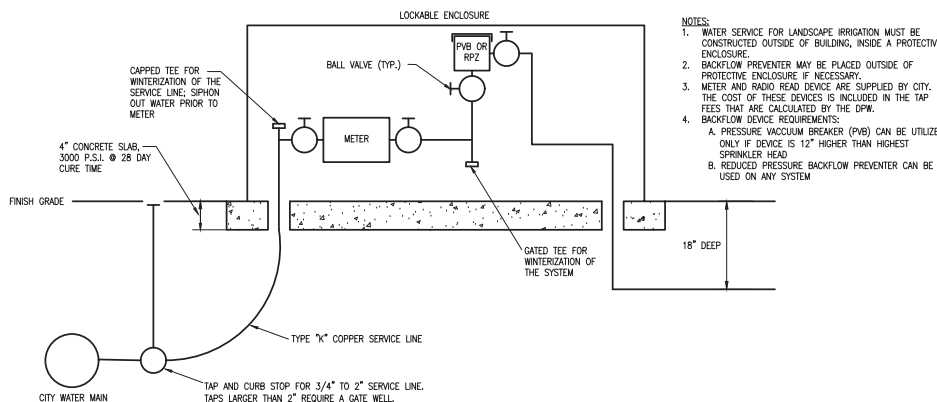 LOCKABLE ENCLOSURE
NOTES:
1. WATER SERVICE FOR LANDSCAPE IRRIGATION MUST BE
CONSTRUCTED OUTSIDE OF BUILDING, INSIDE A PROTECTIV
ENCLOSURE.
2. BACKFLOW PREVENTER MAY BE PLACED OUTSIDE OF
PROTECTIVE ENCLOSURE IF NECESSARY.
3. METER AND RADIO READ DEVICE ARE SUPPLIED BY CITY.
THE COST OF THESE DEVICES IS INCLUDED IN THE TAP
FEES THAT ARE CALCULATED BY THE DPW.
4. BACKFLOW DEVICE REQUIREMENTS:
A. PRESSURE VACUUM BREAKER (PVB) CAN BE UTILIZE
ONLY IF DEVICE IS 12" HIGHER THAN HIGHEST
SPRINKLER HEAD
B. REDUCED PRESSURE BACKFLOW PREVENTER CAN BE
USED ON ANY SYSTEM
PVB OR
RPZ
BALL VALVE (TYP.)
CAPPED TEE FOR
WINTERIZATION OF THE
SERVICE LINE; SIPHON
OUT WATER PRIOR TO
METER
METER
4" CONCRETE SLAB,
3000 P.S.I. @ 28 DAY
CURE TIME
FINISH GRADE
18" DEEP
GATED TEE FOR
WINTERIZATION OF
THE SYSTEM
TYPE "K" COPPER SERVICE LINE
CITY WATER MAIN
TAP AND CURB STOP FOR 3/4" TO 2" SERVICE LINE.
TAPS LARGER THAN 2" REQUIRE A GATE WELL.